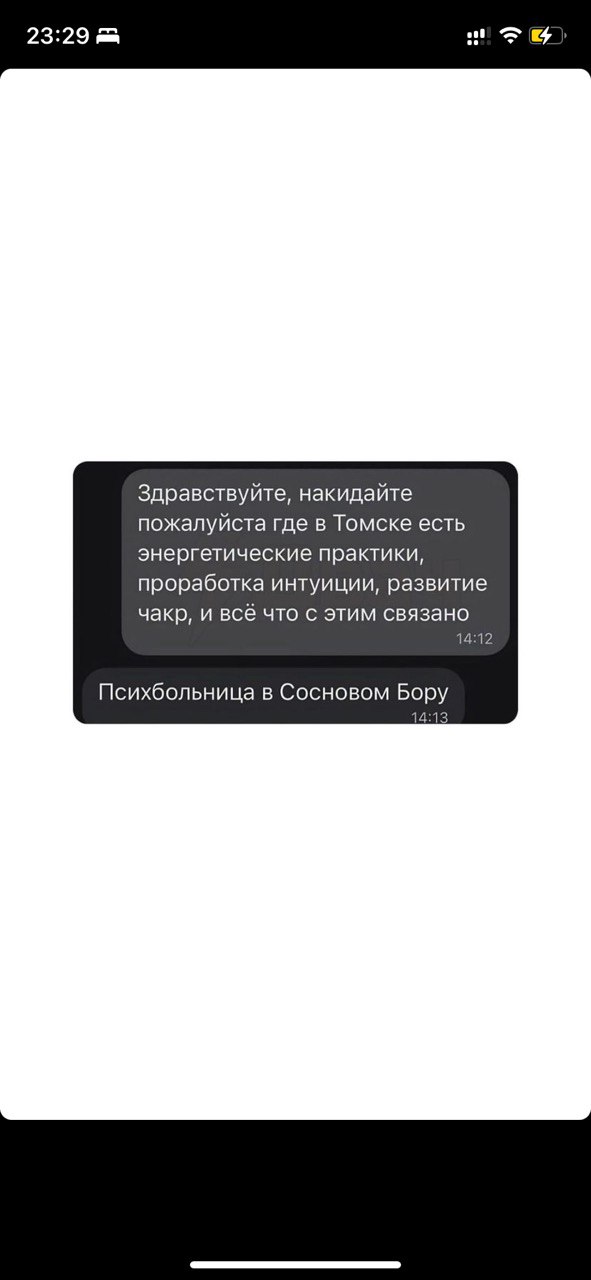 23:29
Здравствуйте, накидайте
пожалуйста где в Томске есть
энергетические практики,
проработка интуиции, развитие
чакр, и всё что с этим связано
14:12
Психбольница в Сосновом Бору
14:13